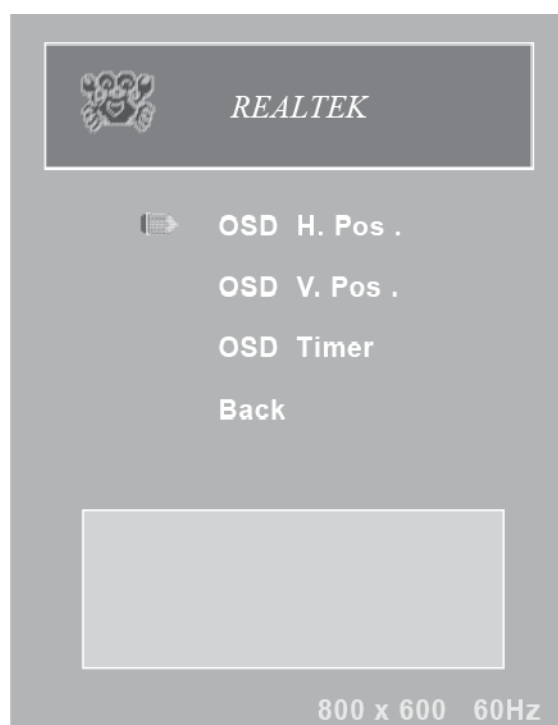 REALTEK
OSD H. Pos .
OSD V. Pos .
OSD Timer
Back
800 x 600 60Hz